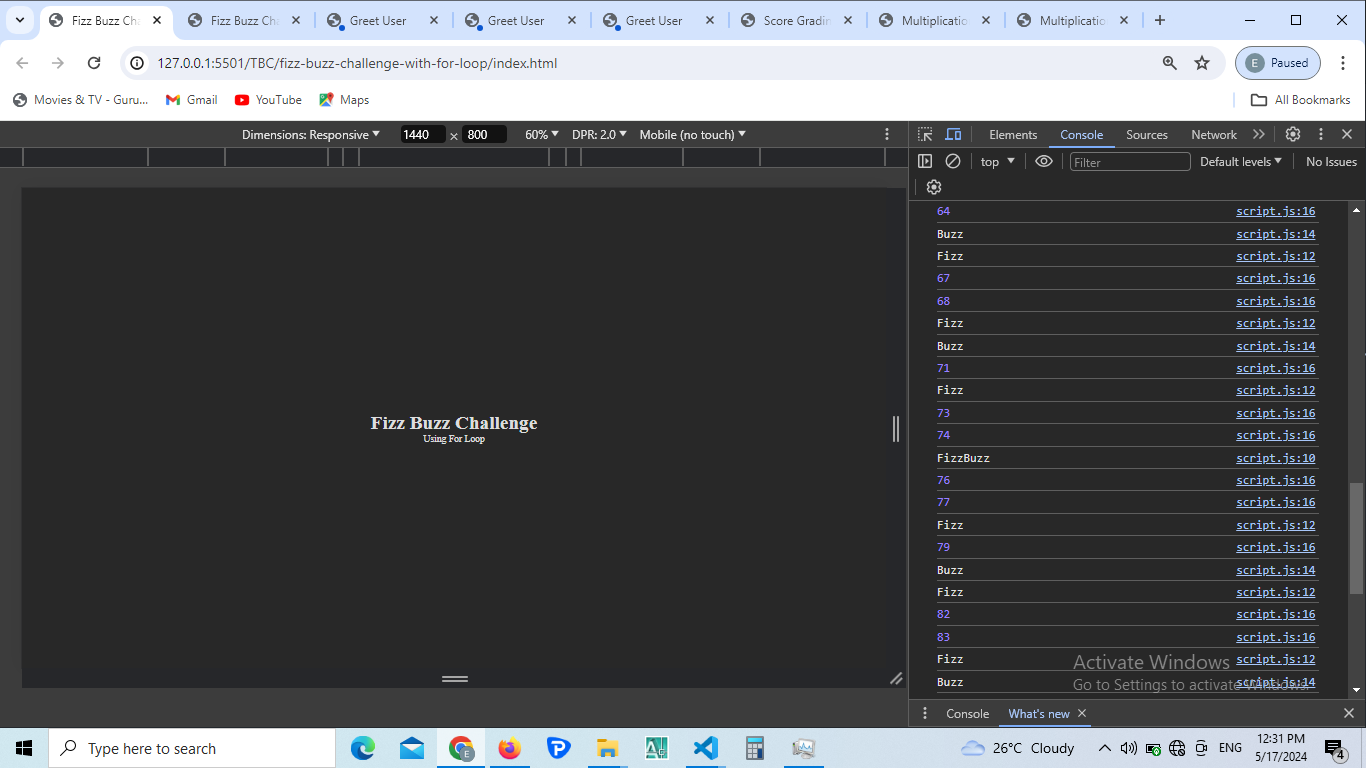 Fizz Buzz Cha
Fizz Buzz Cha
Greet User
Greet User
Greet User
Score Gradin
Multiplicatio
Multiplicatio
127.0.0.1:5501/TBC/fizz-buzz-challenge-with-for-loop/index.html
E Paused
Movies & TV - Guru...
Gmail
YouTube
Maps
All Bookmarks
Dimensions: Responsive 1440 × 800 60% DPR: 2.0 Mobile (no touch)
Elements Console Sources Network
top Filter Default levels No Issues
Fizz Buzz Challenge
Using For Loop
64 script.js:16
Buzz script.js:14
Fizz script.js:12
67 script.js:16
68 script.js:16
Fizz script.js:12
Buzz script.js:14
71 script.js:16
Fizz script.js:12
73 script.js:16
74 script.js:16
FizzBuzz script.js:10
76 script.js:16
77 script.js:16
Fizz script.js:12
79 script.js:16
Buzz script.js:14
Fizz script.js:12
82 script.js:16
83 script.js:16
Fizz script.js:12
Buzz script.js:14
Activate Windows
Go to Settings to activate Windows.
Console What's new
Type here to search
E
26°C Cloudy
ENG
12:31 PM
5/17/2024
4